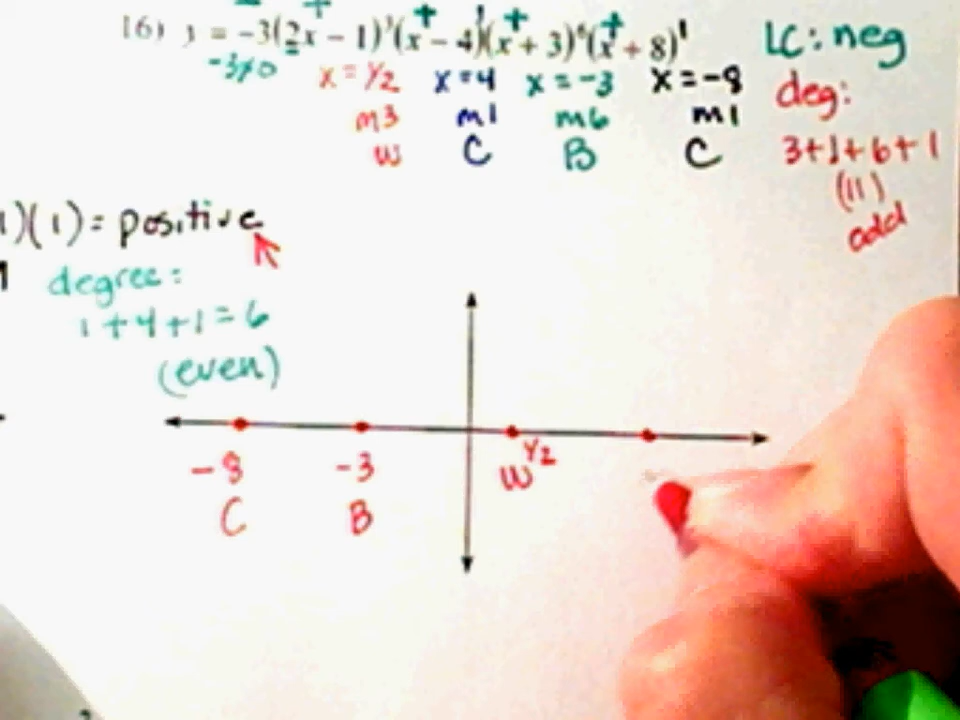 16) y = -3(2x - 1)³(x - 4)(x + 3)⁶(x + 8)¹
LC: neg
-3≠0 x = 1/2 x = 4 x = -3 x = -8
deg:
m3 m1 m6 m1
w C B C
3+1+6+1
(11)
odd
)(1) = positive
degree:
1+4+1=6
(even)
-8 -3 1/2
C B w